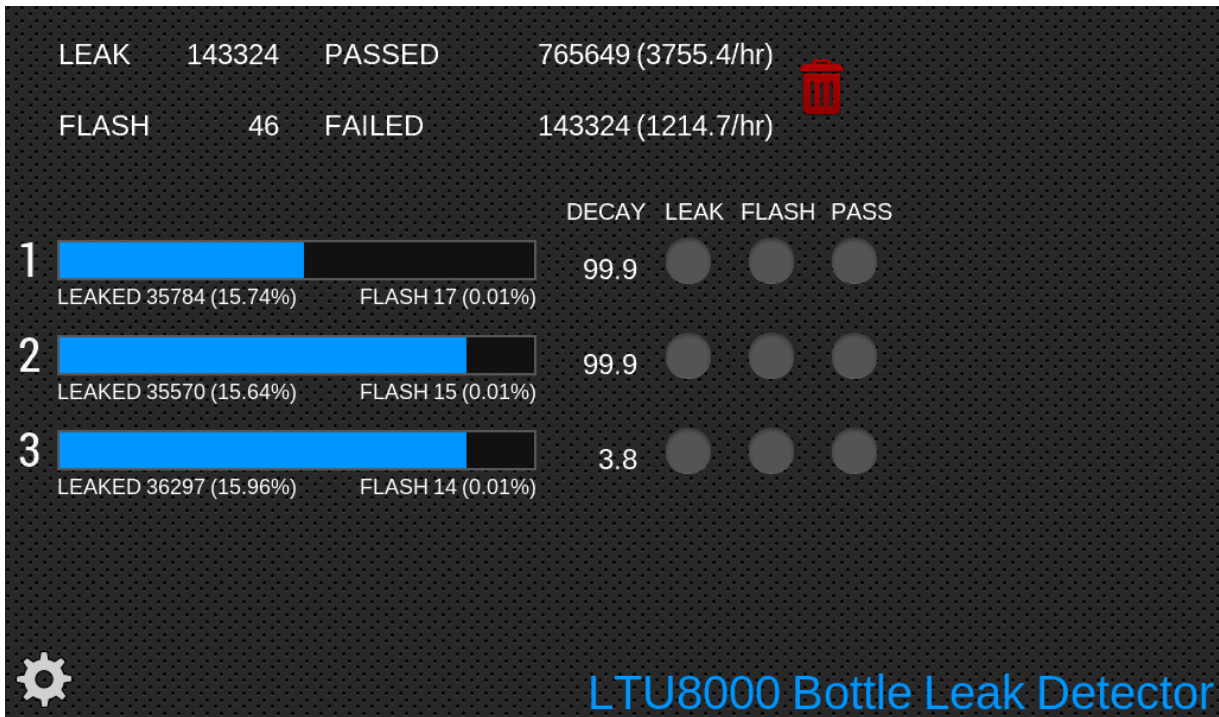 LEAK 143324 PASSED 765649 (3755.4/hr)
FLASH 46 FAILED 143324 (1214.7/hr)
DECAY LEAK FLASH PASS
1 99.9
LEAKED 35784 (15.74%) FLASH 17 (0.01%)
2 99.9
LEAKED 35570 (15.64%) FLASH 15 (0.01%)
3 3.8
LEAKED 36297 (15.96%) FLASH 14 (0.01%)
LTU8000 Bottle Leak Detector